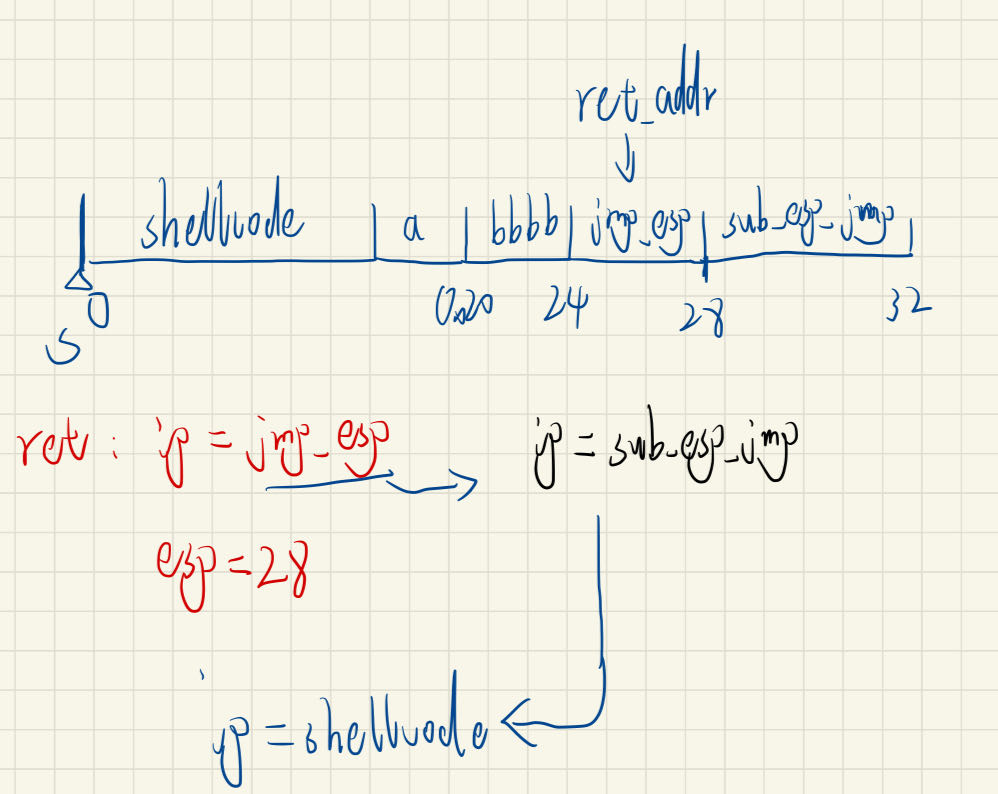 ret_addr
shellcode a bbbb jmp_esp sub_esp_jmp
0 0x20 24 28 32
S
ret: ip = jmp_esp ip = sub_esp_jmp
esp = 28
ip = shellcode